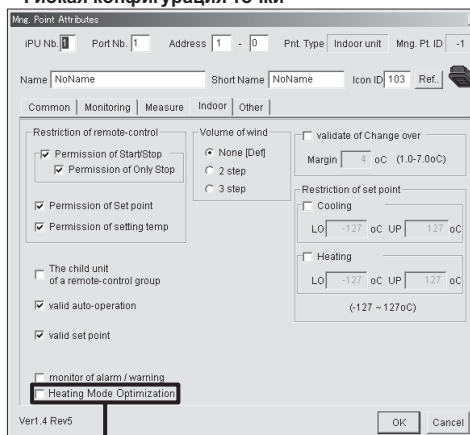 конфигурация точки
Mng. Point Attributes
IPU Nb. 1 Port Nb. 1 Address 1 - 0 Pnt. Type Indoor unit Mng. Pt. ID -1
Name NoName Short Name NoName Icon ID 103 Ref..
Common Monitoring Measure Indoor Other
Restriction of remote-control
Permission of Start/Stop
Permission of Only Stop
Permission of Set point
Permission of setting temp
The child unit
of a remote-control group
valid auto-operation
valid set point
monitor of alarm / warning
Heating Mode Optimization
Volume of wind
None [Def]
2 step
3 step
validate of Change over
Margin 4 oC (1.0-7.0oC)
Restriction of set point
Cooling
LO -127 oC UP 127 oC
Heating
LO -127 oC UP 127 oC
(-127 ~ 127oC)
Ver1.4 Rev5
OK Cancel